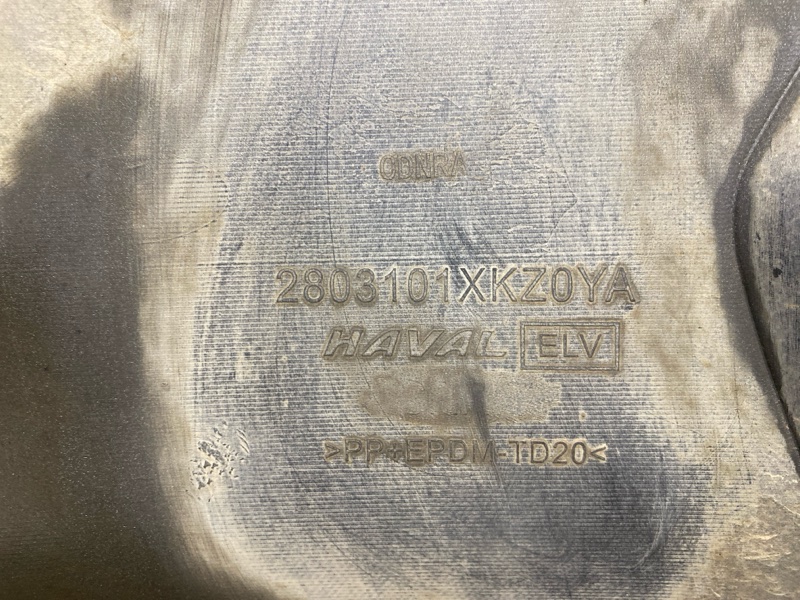 CONRA
2803101XKZ0YA
HAVAL ELV
>PP+EPDM-TD20<